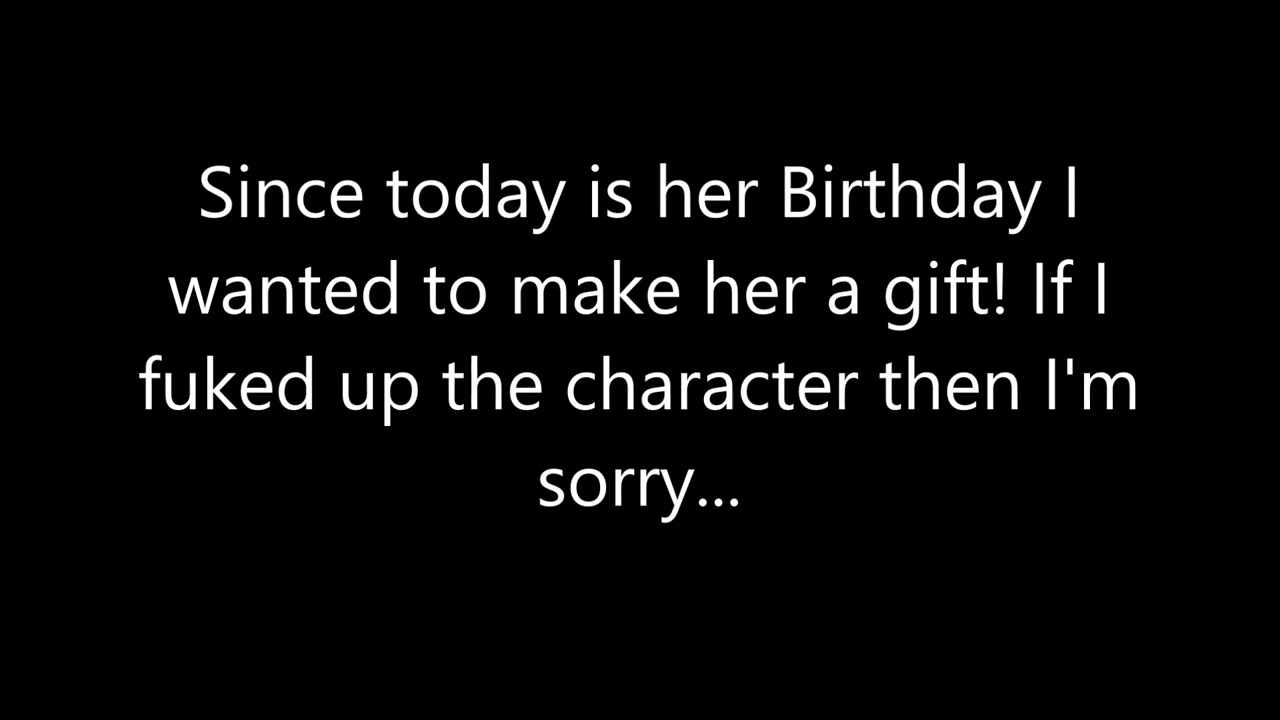 Since today is her Birthday I
wanted to make her a gift! If I
fuked up the character then I'm
sorry...